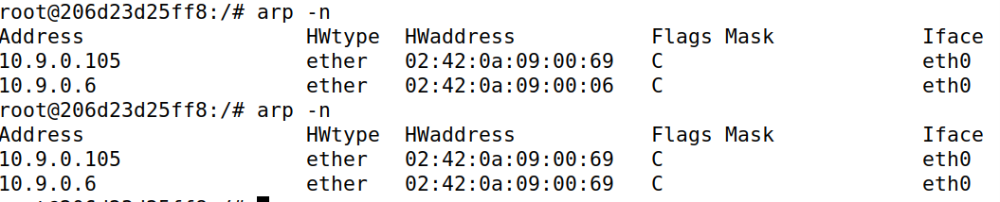 root@206d23d25ff8:/# arp -n
Address HWtype HWaddress Flags Mask Iface
10.9.0.105 ether 02:42:0a:09:00:69 C eth0
10.9.0.6 ether 02:42:0a:09:00:06 C eth0
root@206d23d25ff8:/# arp -n
Address HWtype HWaddress Flags Mask Iface
10.9.0.105 ether 02:42:0a:09:00:69 C eth0
10.9.0.6 ether 02:42:0a:09:00:69 C eth0
root@206d23d25ff8:/#